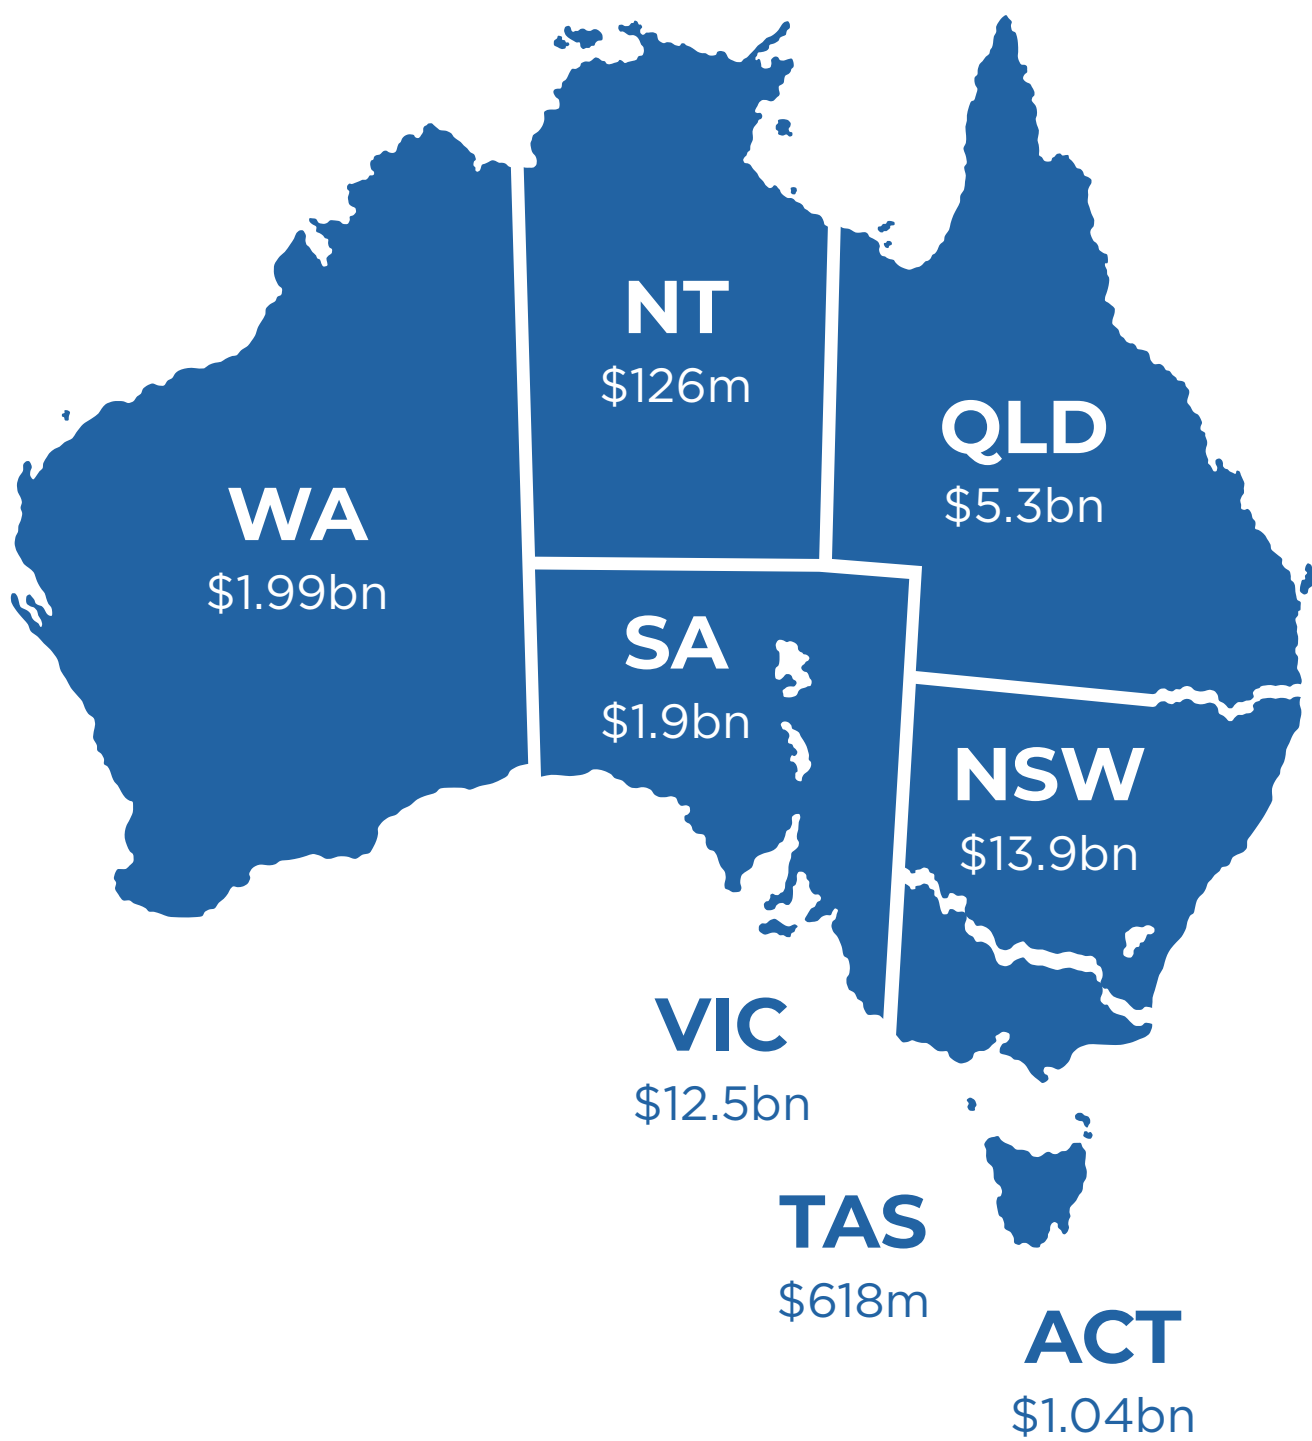 NT
$126m
QLD
$5.3bn
WA
$1.99bn
SA
$1.9bn
NSW
$13.9bn
VIC
$12.5bn
TAS
$618m
ACT
$1.04bn